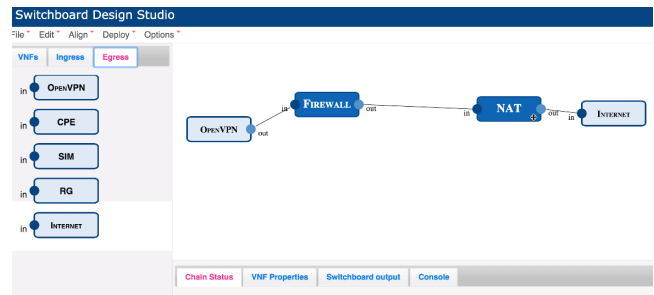 Switchboard Design Studio
File Edit Align Deploy Options
VNFs Ingress Egress
in OpenVPN
in CPE
in SIM
in RG
in Internet
OpenVPN out
in Firewall out
in NAT out
in Internet
Chain Status VNF Properties Switchboard output Console